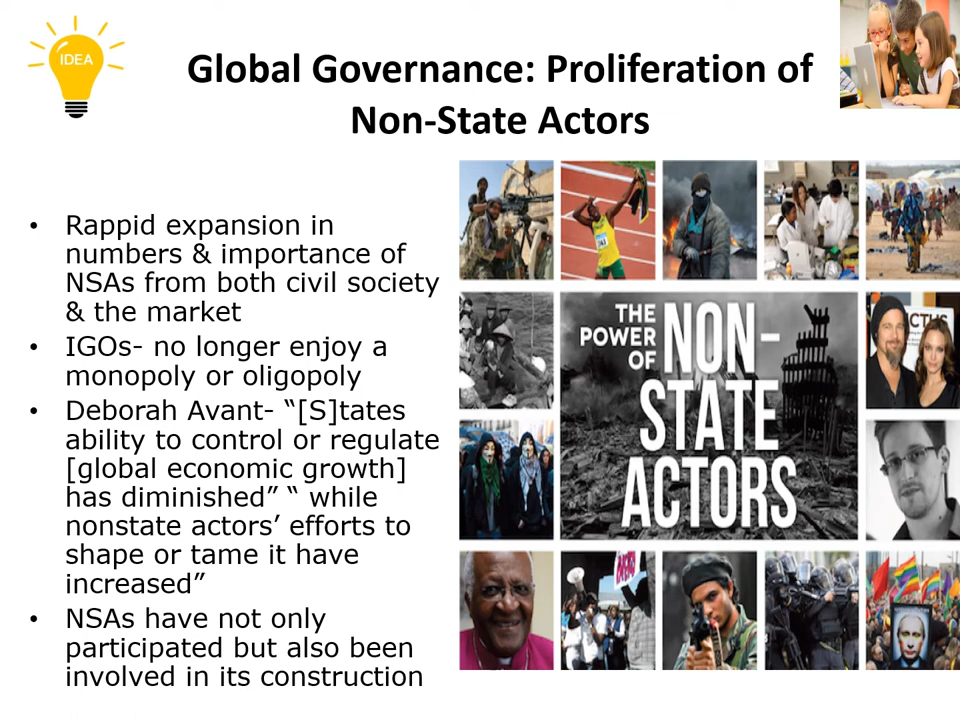 IDEA
Global Governance: Proliferation of
Non-State Actors
• Rappid expansion in
numbers & importance of
NSAs from both civil society
& the market
• IGOs- no longer enjoy a
monopoly or oligopoly
• Deborah Avant- “[S]tates
ability to control or regulate
[global economic growth]
has diminished” “ while
nonstate actors’ efforts to
shape or tame it have
increased”
• NSAs have not only
participated but also been
involved in its construction
THE
POWER
OF
NON-
STATE
ACTORS